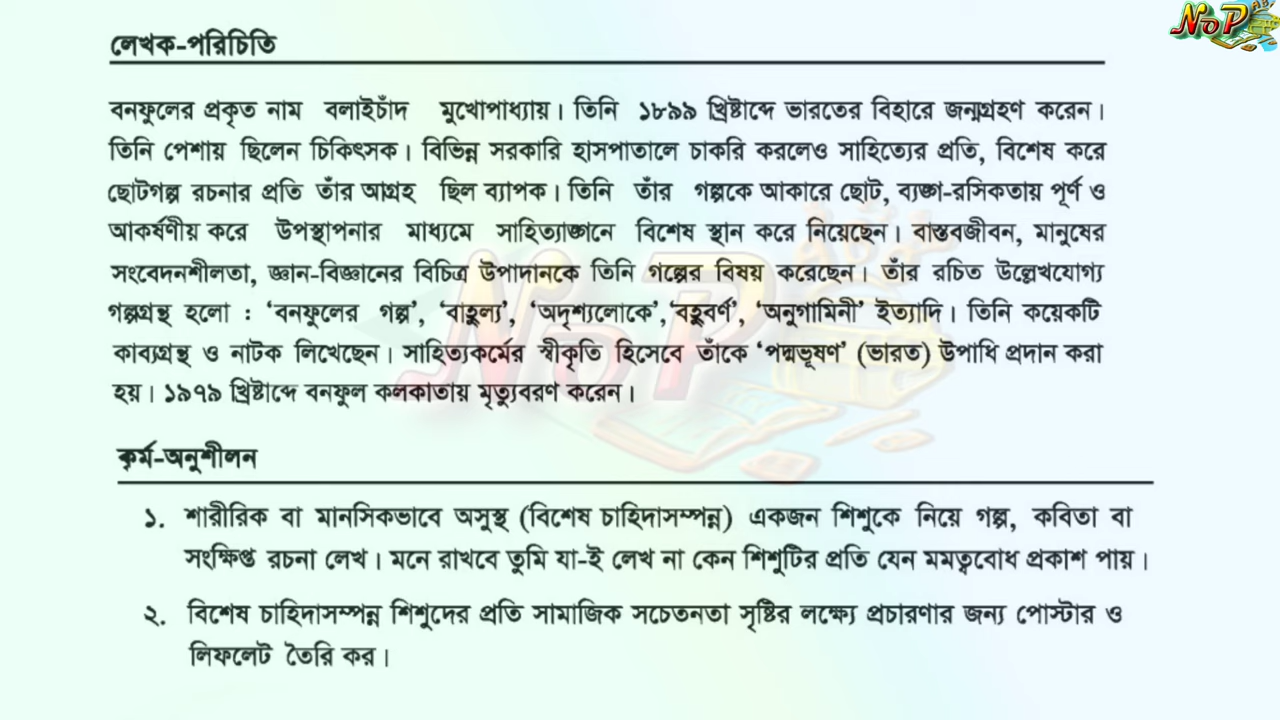 NoP
লেখক-পরিচিতি
বনফুলের প্রকৃত নাম বলাইচাঁদ মুখোপাধ্যায়। তিনি ১৮৯৯ খ্রিষ্টাব্দে ভারতের বিহারে জন্মগ্রহণ করেন।
তিনি পেশায় ছিলেন চিকিৎসক। বিভিন্ন সরকারি হাসপাতালে চাকরি করলেও সাহিত্যের প্রতি, বিশেষ করে
ছোটগল্প রচনার প্রতি তাঁর আগ্রহ ছিল ব্যাপক। তিনি তাঁর গল্পকে আকারে ছোট, ব্যঙ্গ-রসিকতায় পূর্ণ ও
আকর্ষণীয় করে উপস্থাপনার মাধ্যমে সাহিত্যাঙ্গনে বিশেষ স্থান করে নিয়েছেন। বাস্তবজীবন, মানুষের
সংবেদনশীলতা, জ্ঞান-বিজ্ঞানের বিচিত্র উপাদানকে তিনি গল্পের বিষয় করেছেন। তাঁর রচিত উল্লেখযোগ্য
গল্পগ্রন্থ হলো : ‘বনফুলের গল্প’, ‘বাহুল্য’, ‘অদৃশ্যলোকে’,‘বহুবর্ণ’, ‘অনুগামিনী’ ইত্যাদি। তিনি কয়েকটি
কাব্যগ্রন্থ ও নাটক লিখেছেন। সাহিত্যকর্মের স্বীকৃতি হিসেবে তাঁকে ‘পদ্মভূষণ’ (ভারত) উপাধি প্রদান করা
হয়। ১৯৭৯ খ্রিষ্টাব্দে বনফুল কলকাতায় মৃত্যুবরণ করেন।
কর্ম-অনুশীলন
১. শারীরিক বা মানসিকভাবে অসুস্থ (বিশেষ চাহিদাসম্পন্ন) একজন শিশুকে নিয়ে গল্প, কবিতা বা
সংক্ষিপ্ত রচনা লেখ। মনে রাখবে তুমি যা-ই লেখ না কেন শিশুটির প্রতি যেন মমত্ববোধ প্রকাশ পায়।
২. বিশেষ চাহিদাসম্পন্ন শিশুদের প্রতি সামাজিক সচেতনতা সৃষ্টির লক্ষ্যে প্রচারণার জন্য পোস্টার ও
লিফলেট তৈরি কর।